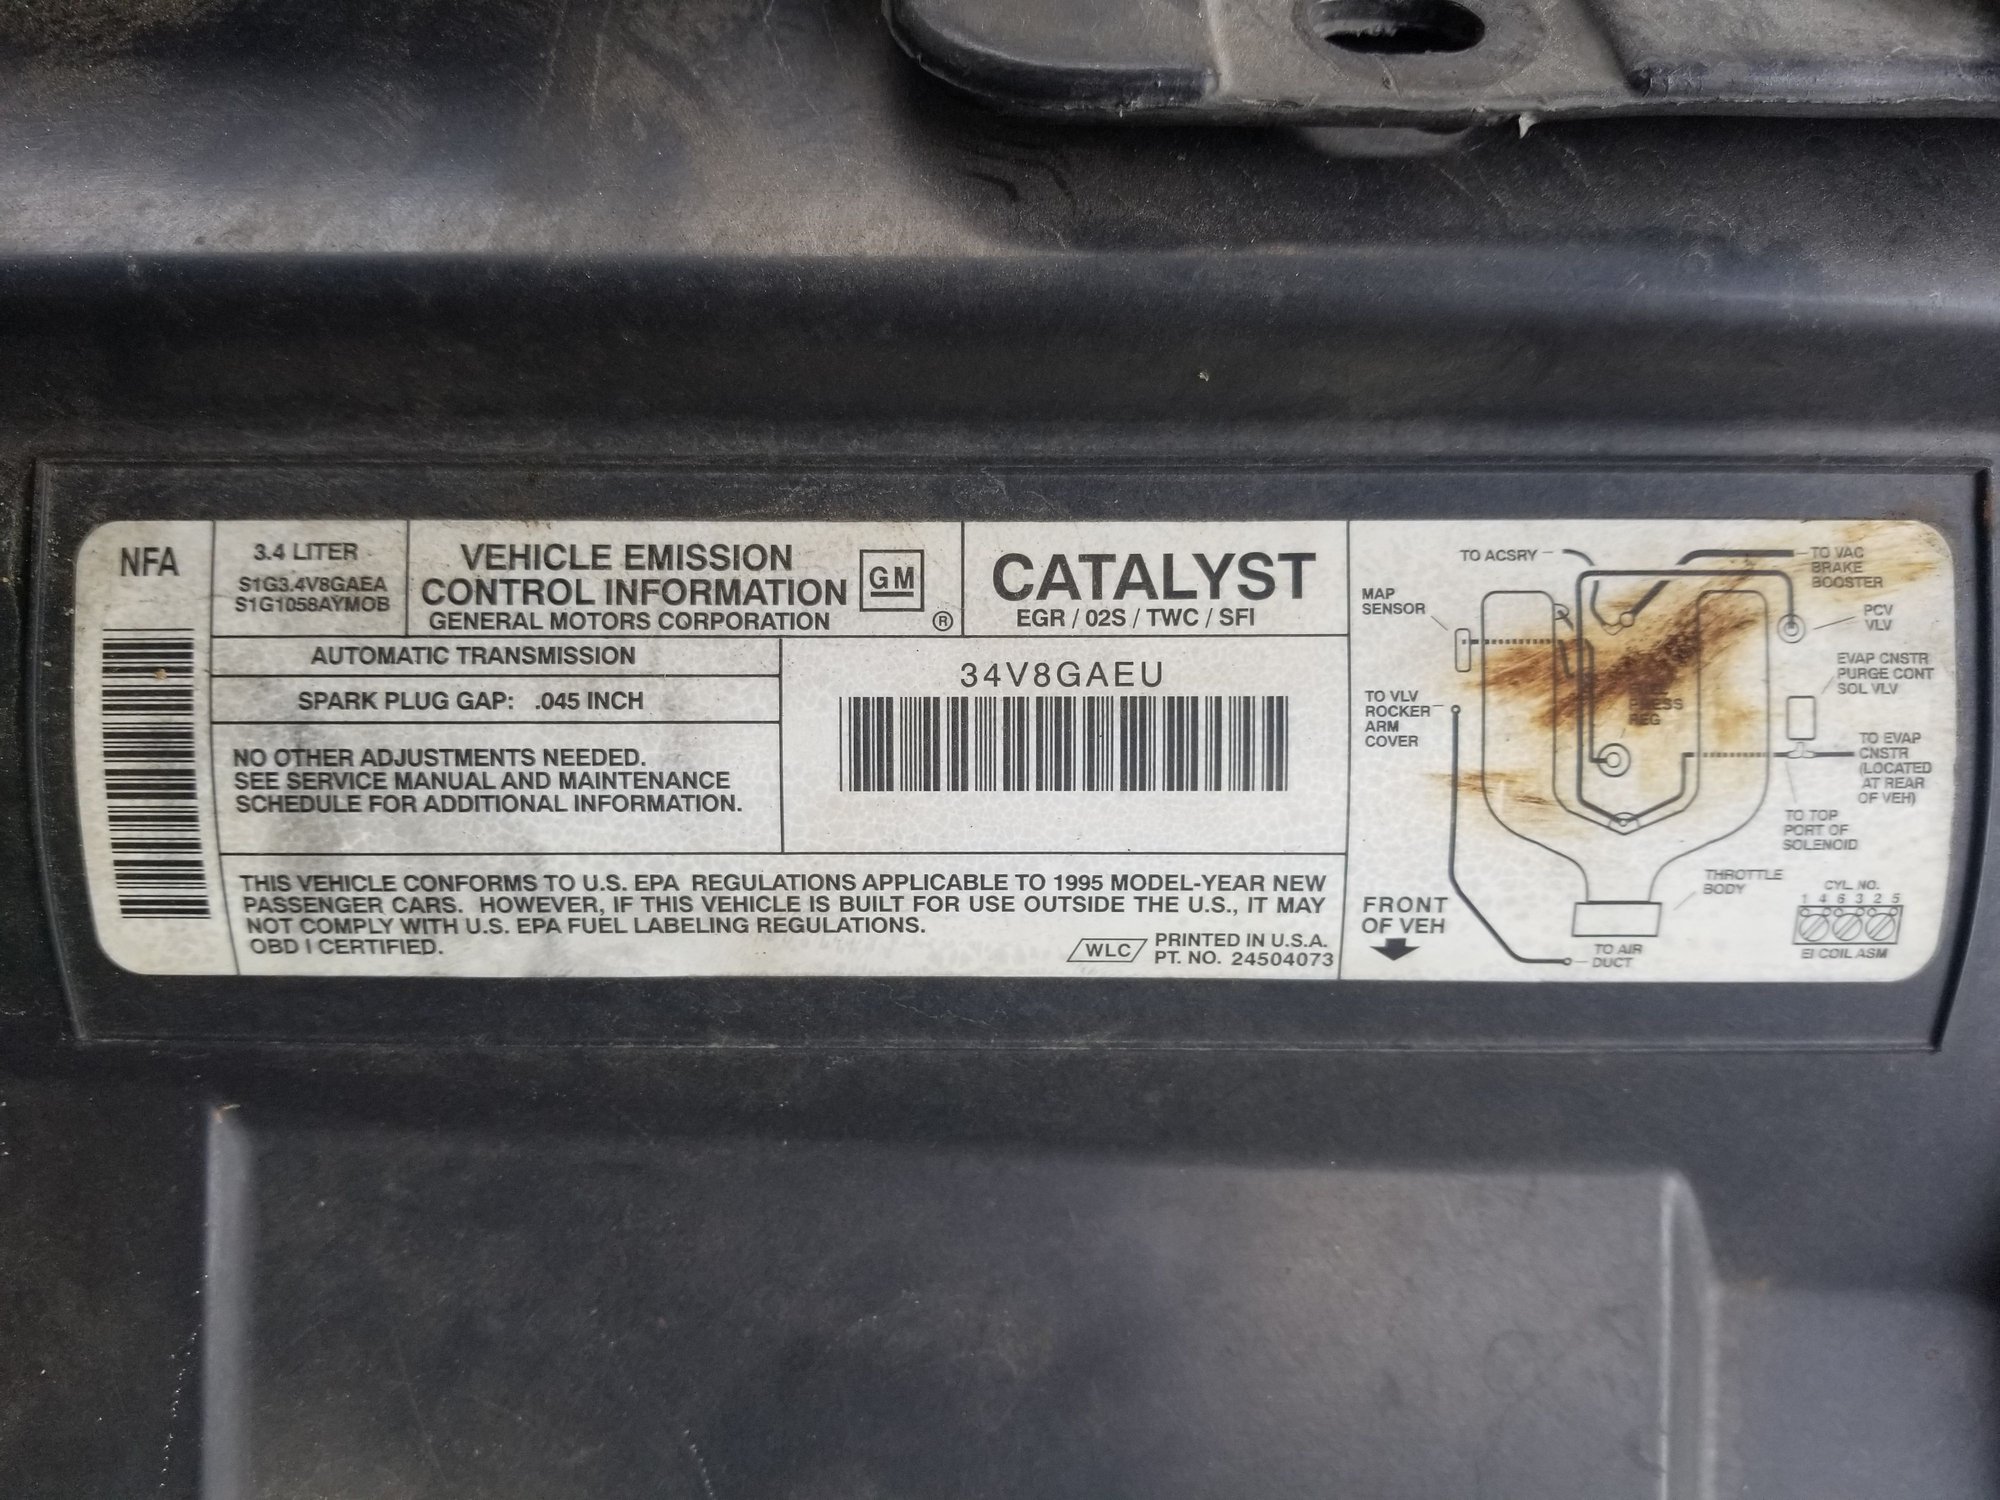 NFA
3.4 LITER
S1G3.4V8GAEA
S1G1058AYMOB
VEHICLE EMISSION
CONTROL INFORMATION
GENERAL MOTORS CORPORATION
GM
®
CATALYST
EGR / 02S / TWC / SFI
AUTOMATIC TRANSMISSION
SPARK PLUG GAP: .045 INCH
NO OTHER ADJUSTMENTS NEEDED.
SEE SERVICE MANUAL AND MAINTENANCE
SCHEDULE FOR ADDITIONAL INFORMATION.
34V8GAEU
THIS VEHICLE CONFORMS TO U.S. EPA REGULATIONS APPLICABLE TO 1995 MODEL-YEAR NEW
PASSENGER CARS. HOWEVER, IF THIS VEHICLE IS BUILT FOR USE OUTSIDE THE U.S., IT MAY
NOT COMPLY WITH U.S. EPA FUEL LABELING REGULATIONS.
OBD I CERTIFIED.
WLC
PRINTED IN U.S.A.
PT. NO. 24504073
TO ACSRY
TO VAC
BRAKE
BOOSTER
MAP
SENSOR
PCV
VLV
EVAP CNSTR
PURGE CONT
SOL VLV
TO VLV
ROCKER
ARM
COVER
PRESS
REG
TO EVAP
CNSTR
(LOCATED
AT REAR
OF VEH)
TO TOP
PORT OF
SOLENOID
THROTTLE
BODY
FRONT
OF VEH
TO AIR
DUCT
CYL. NO.
1 4 6 3 2 5
EI COIL ASM